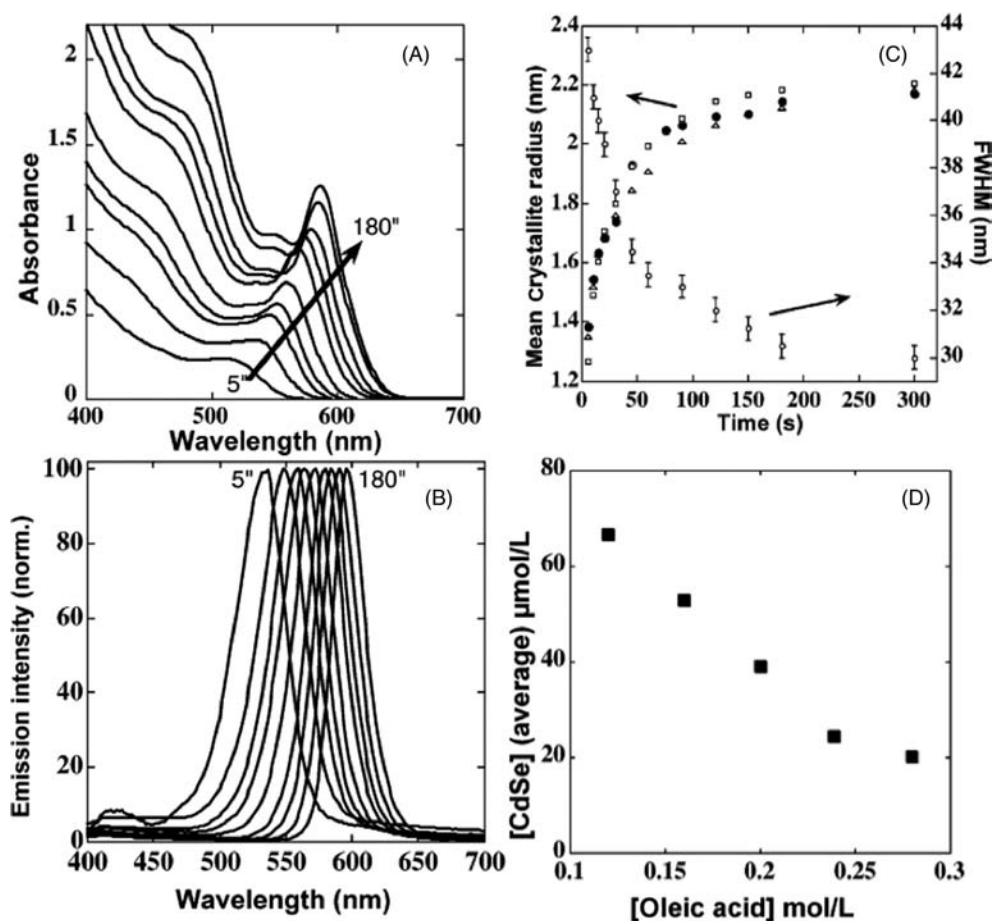 (A)
2
1.5
1
0.5
0
Absorbance
180"
5"
400 500 600 700
Wavelength (nm)
(C)
2.4
2.2
2.0
1.8
1.6
1.4
1.2
Mean Crystallite radius (nm)
44
42
40
38
36
34
32
30
FWHM (nm)
0 50 100 150 200 250 300
Time (s)
(B)
100
80
60
40
20
0
Emission intensity (norm.)
5" 180"
400 450 500 550 600 650 700
Wavelength (nm)
(D)
80
60
40
20
0
[CdSe] (average) µmol/L
0.1 0.15 0.2 0.25 0.3
[Oleic acid] mol/L